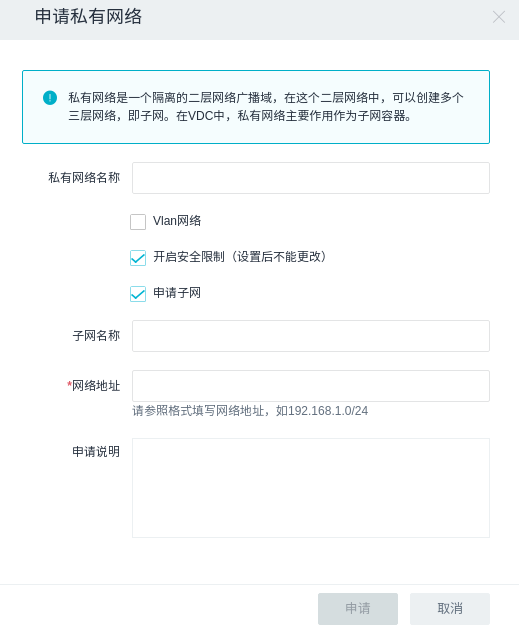 申请私有网络
私有网络是一个隔离的二层网络广播域，在这个二层网络中，可以创建多个
三层网络，即子网。在VDC中，私有网络主要作用作为子网容器。
私有网络名称
Vlan网络
开启安全限制（设置后不能更改）
申请子网
子网名称
*网络地址
请参照格式填写网络地址，如192.168.1.0/24
申请说明
申请 取消